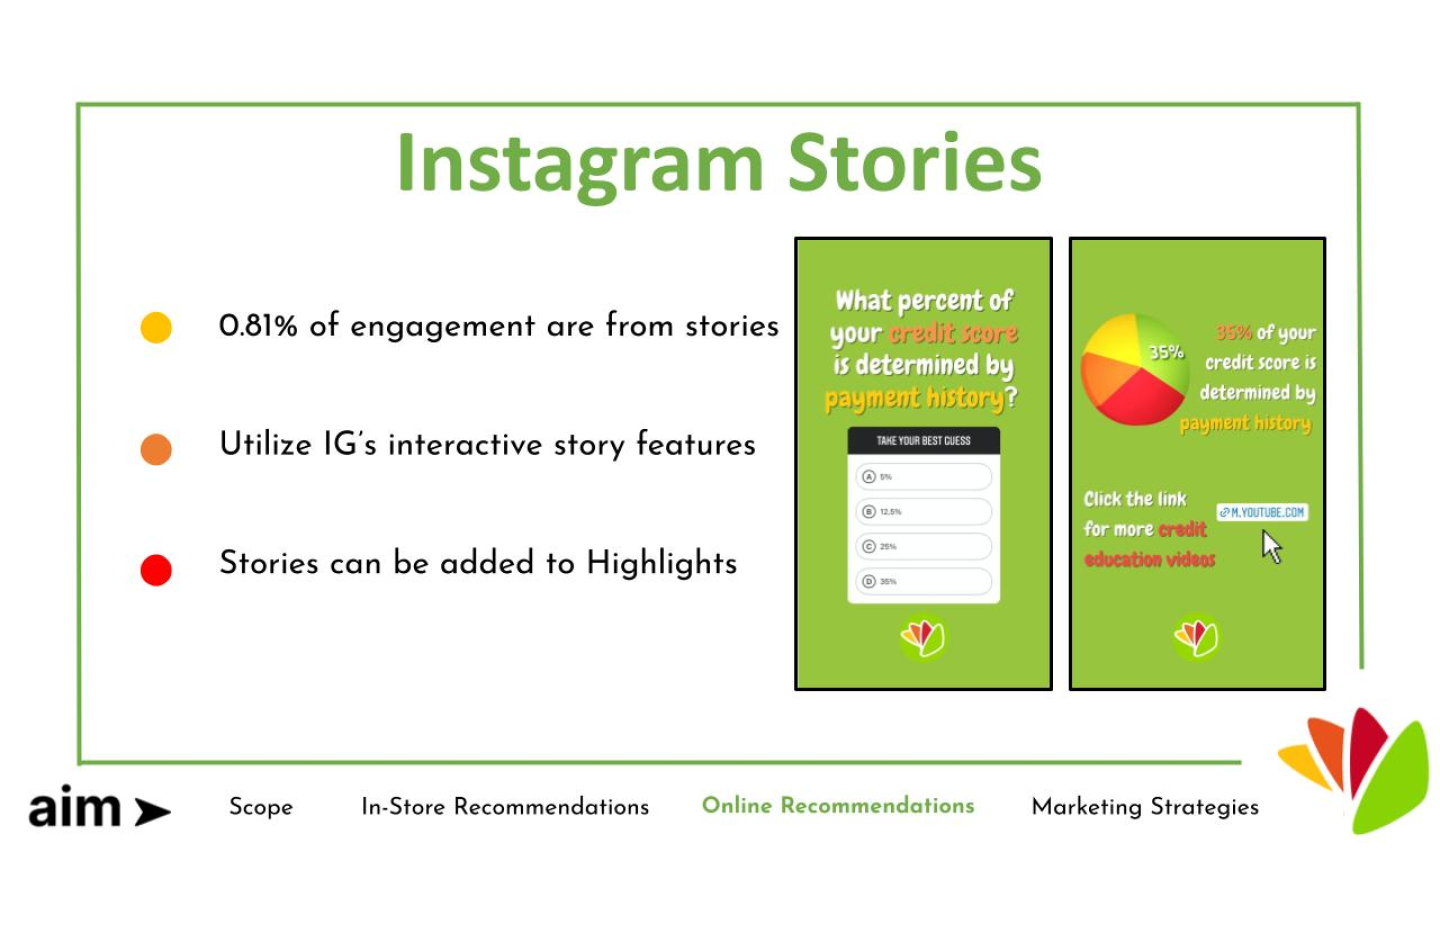 Instagram Stories
0.81% of engagement are from stories
Utilize IG's interactive story features
Stories can be added to Highlights
What percent of
your credit score
is determined by
payment history?
TAKE YOUR BEST GUESS
A 5%
B 12.5%
C 25%
D 35%
35%
35% of your
credit score is
determined by
payment history
Click the link
for more credit
education videos
M.YOUTUBE.COM
aim
Scope
In-Store Recommendations
Online Recommendations
Marketing Strategies